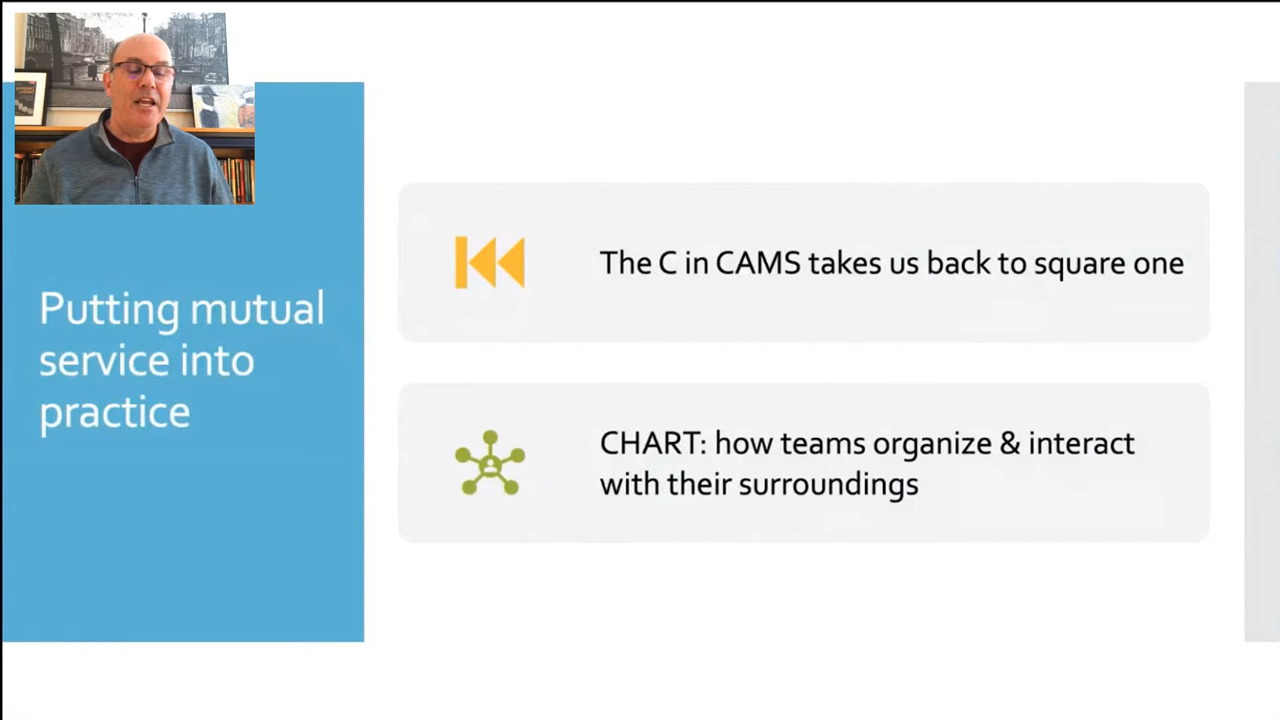 Putting mutual
service into
practice
The C in CAMS takes us back to square one
CHART: how teams organize & interact
with their surroundings